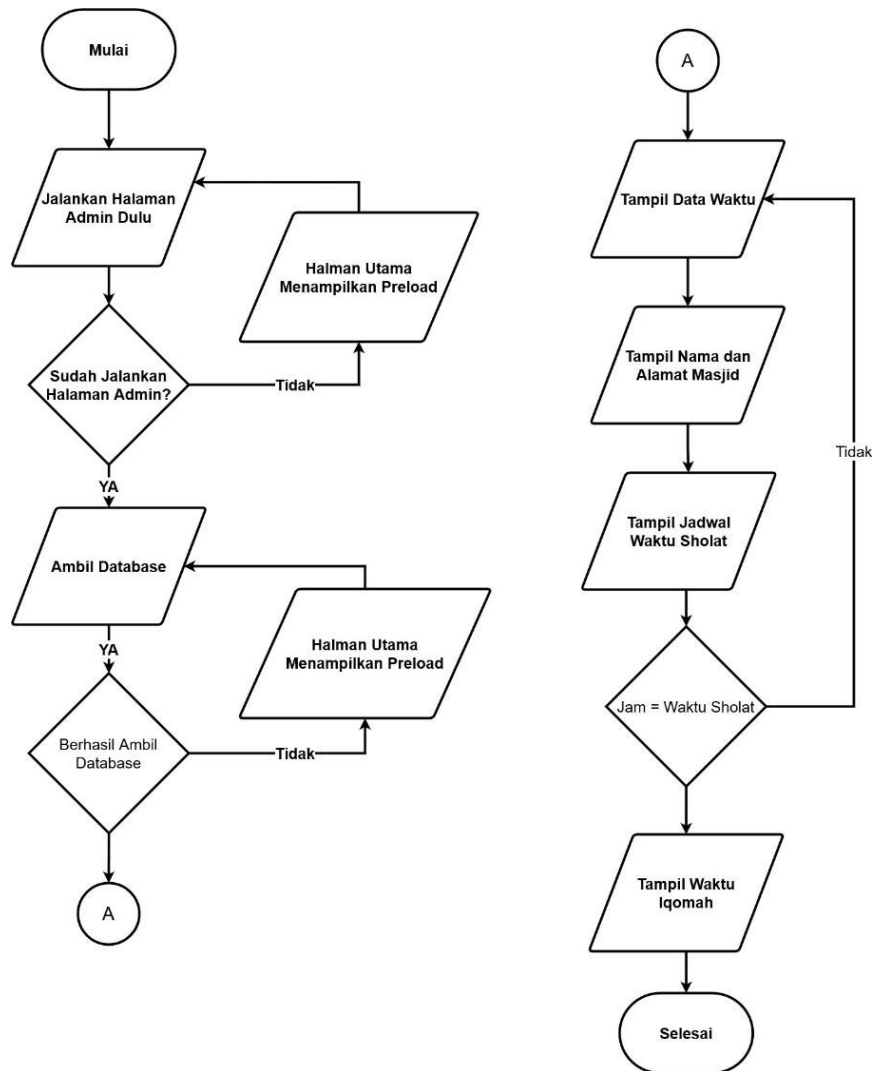 Mulai
Jalankan Halaman
Admin Dulu
Halman Utama
Menampilkan Preload
Sudah Jalankan
Halaman Admin?
Tidak
YA
Ambil Database
YA
Halman Utama
Menampilkan Preload
Berhasil Ambil
Database
Tidak
A
A
Tampil Data Waktu
Tampil Nama dan
Alamat Masjid
Tidak
Tampil Jadwal
Waktu Sholat
Jam = Waktu Sholat
Tampil Waktu
Iqomah
Selesai